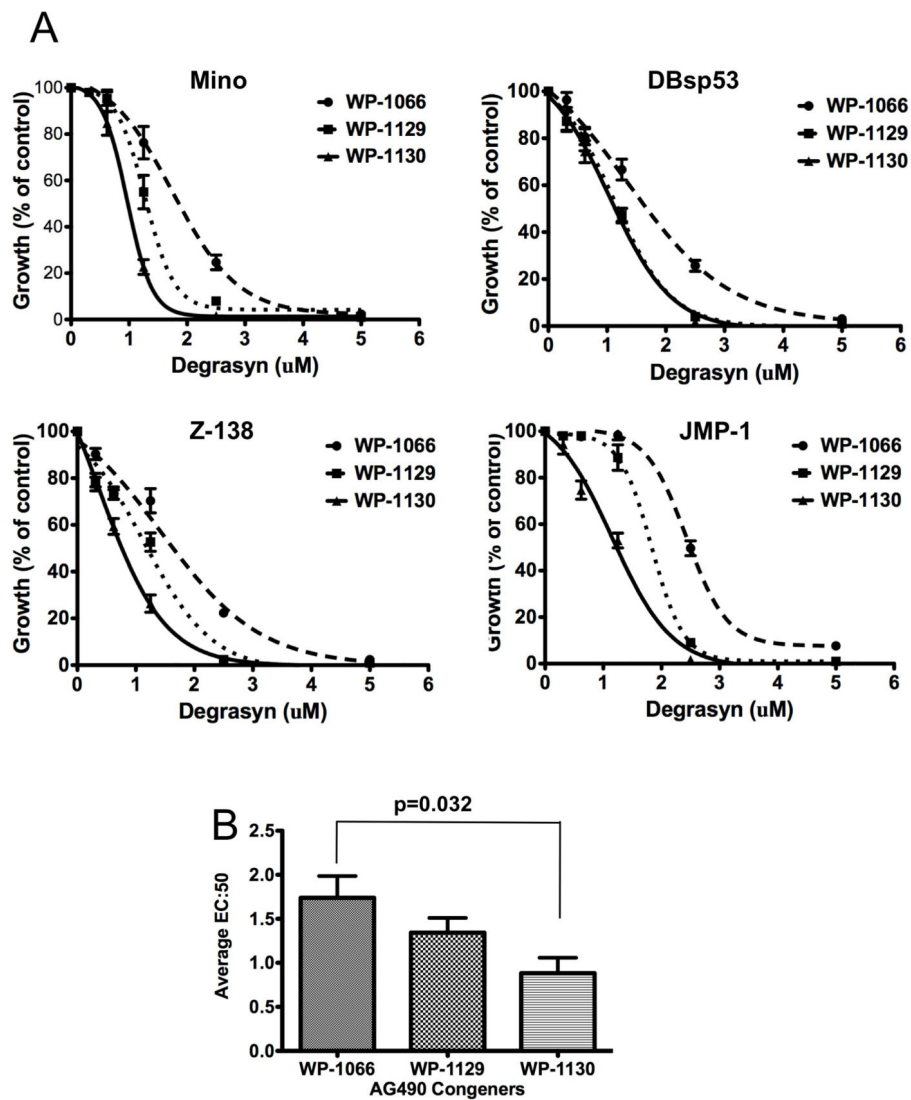 A
Mino
Growth (% of control)
100
80
60
40
20
0
0 1 2 3 4 5 6
Degrasyn (uM)
WP-1066
WP-1129
WP-1130
DBsp53
Growth (% of control)
100
80
60
40
20
0
0 1 2 3 4 5 6
Degrasyn (uM)
WP-1066
WP-1129
WP-1130
Z-138
Growth (% of control)
100
80
60
40
20
0
0 1 2 3 4 5 6
Degrasyn (uM)
WP-1066
WP-1129
WP-1130
JMP-1
Growth (% of control)
100
80
60
40
20
0
0 1 2 3 4 5 6
Degrasyn (uM)
WP-1066
WP-1129
WP-1130
B
p=0.032
Average EC:50
2.5
2.0
1.5
1.0
0.5
0.0
WP-1066 WP-1129 WP-1130
AG490 Congeners